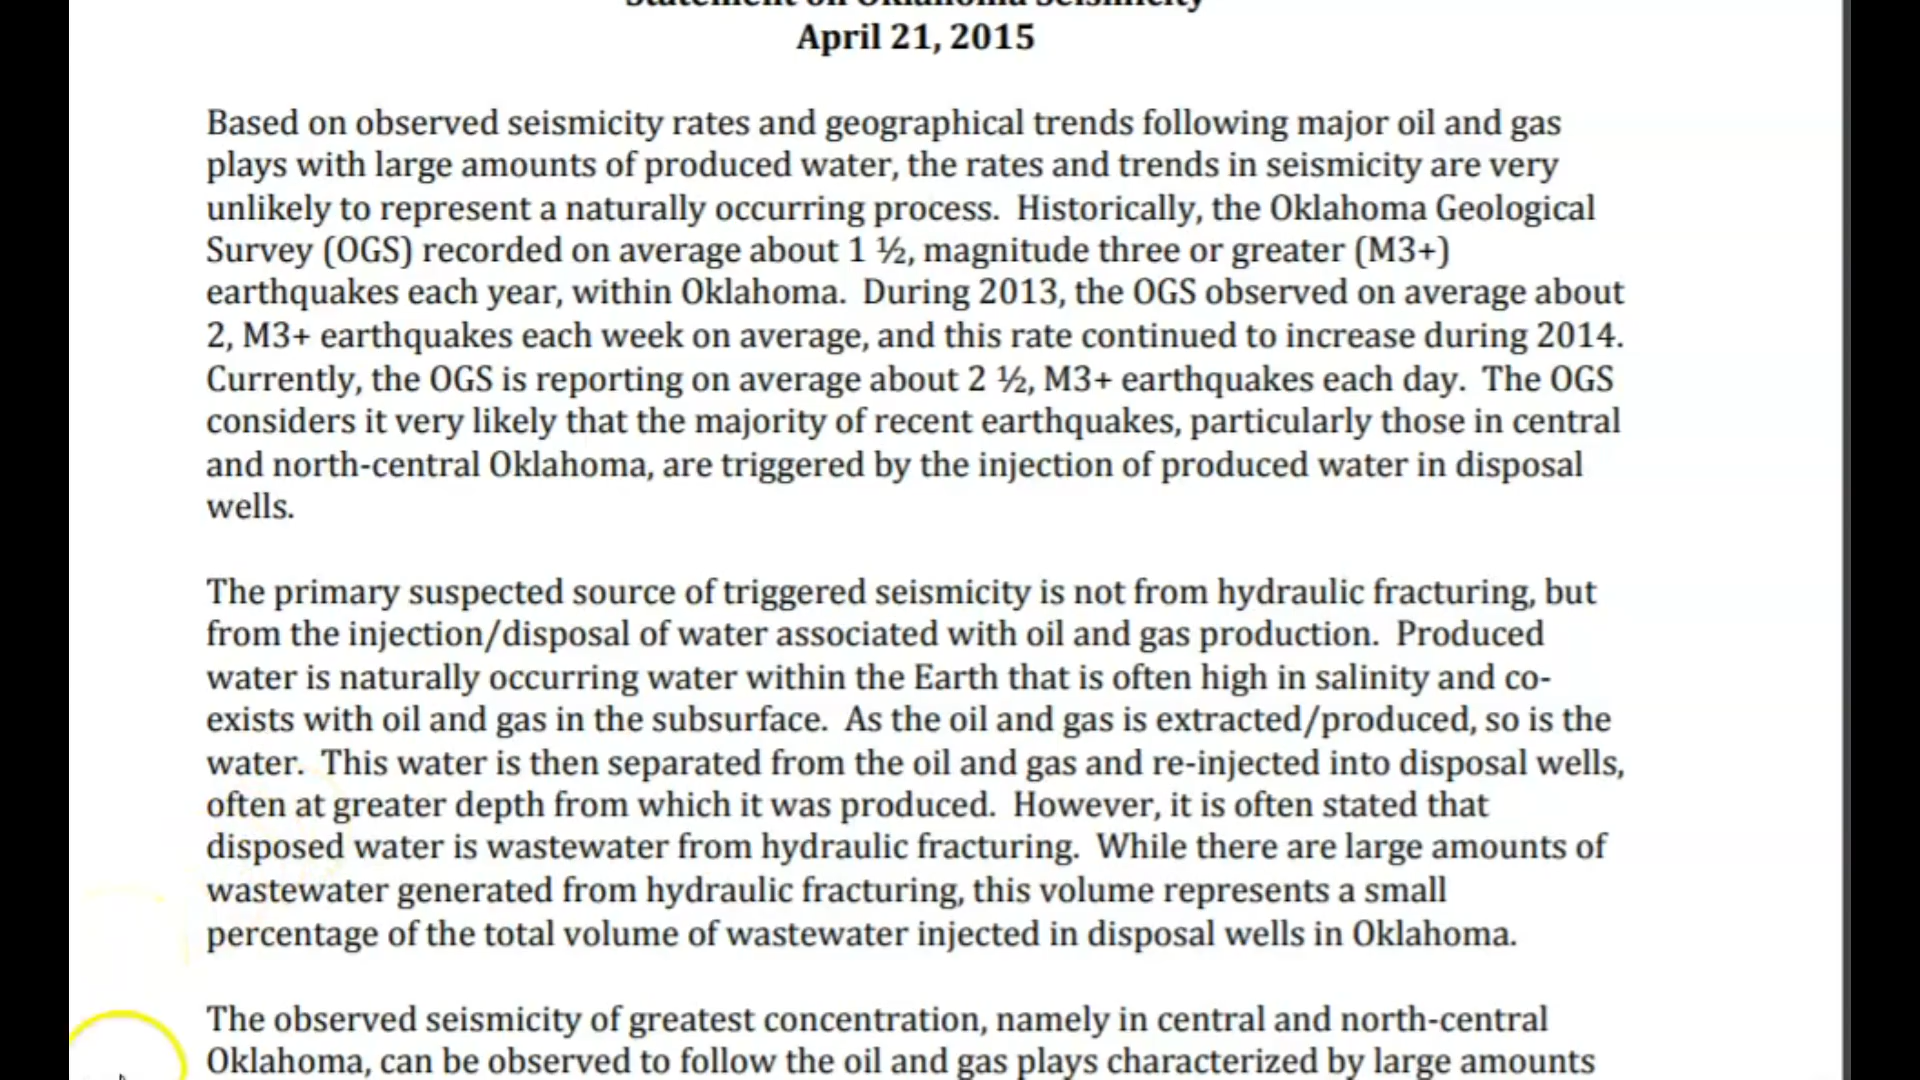 Statement on Oklahoma Seismicity
April 21, 2015
Based on observed seismicity rates and geographical trends following major oil and gas
plays with large amounts of produced water, the rates and trends in seismicity are very
unlikely to represent a naturally occurring process.  Historically, the Oklahoma Geological
Survey (OGS) recorded on average about 1 ½, magnitude three or greater (M3+)
earthquakes each year, within Oklahoma.  During 2013, the OGS observed on average about
2, M3+ earthquakes each week on average, and this rate continued to increase during 2014.
Currently, the OGS is reporting on average about 2 ½, M3+ earthquakes each day.  The OGS
considers it very likely that the majority of recent earthquakes, particularly those in central
and north-central Oklahoma, are triggered by the injection of produced water in disposal
wells.
The primary suspected source of triggered seismicity is not from hydraulic fracturing, but
from the injection/disposal of water associated with oil and gas production.  Produced
water is naturally occurring water within the Earth that is often high in salinity and co-
exists with oil and gas in the subsurface.  As the oil and gas is extracted/produced, so is the
water.  This water is then separated from the oil and gas and re-injected into disposal wells,
often at greater depth from which it was produced.  However, it is often stated that
disposed water is wastewater from hydraulic fracturing.  While there are large amounts of
wastewater generated from hydraulic fracturing, this volume represents a small
percentage of the total volume of wastewater injected in disposal wells in Oklahoma.
The observed seismicity of greatest concentration, namely in central and north-central
Oklahoma, can be observed to follow the oil and gas plays characterized by large amounts